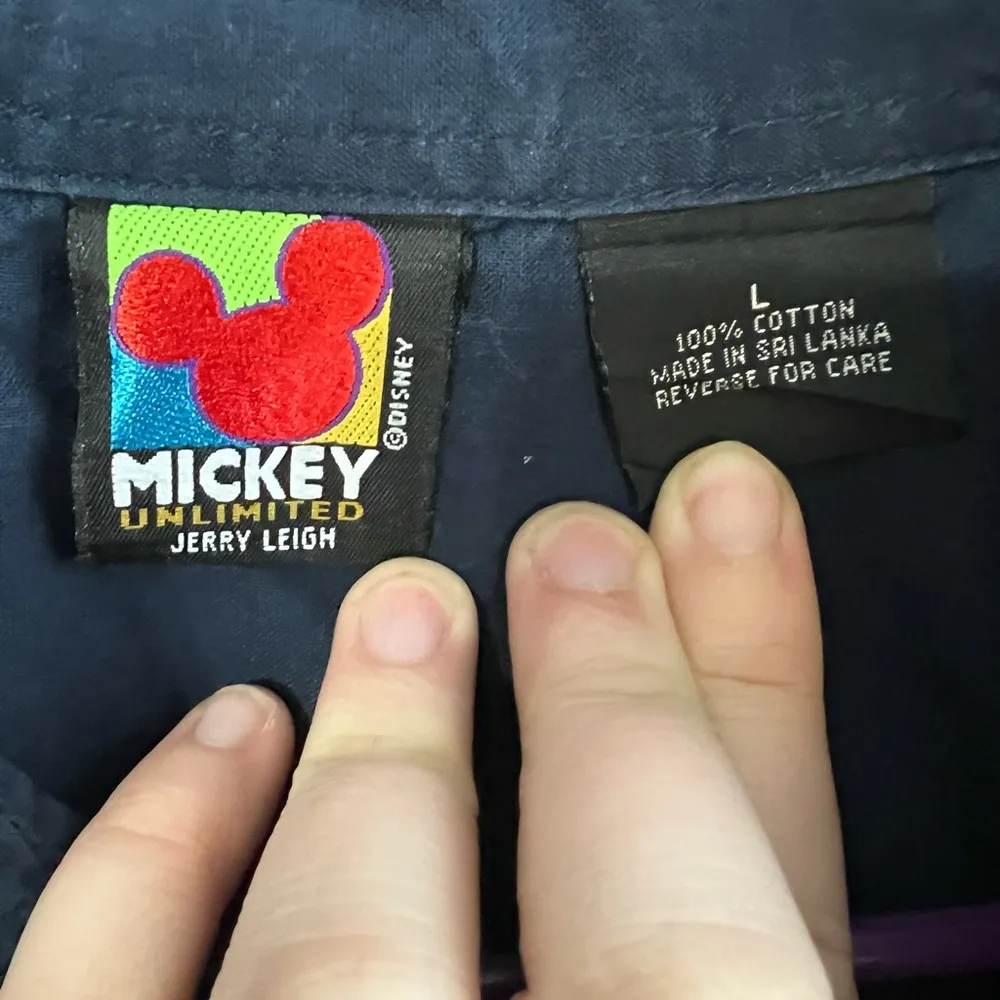 MICKEY
UNLIMITED
JERRY LEIGH
©DISNEY
L
100% COTTON
MADE IN SRI LANKA
REVERSE FOR CARE